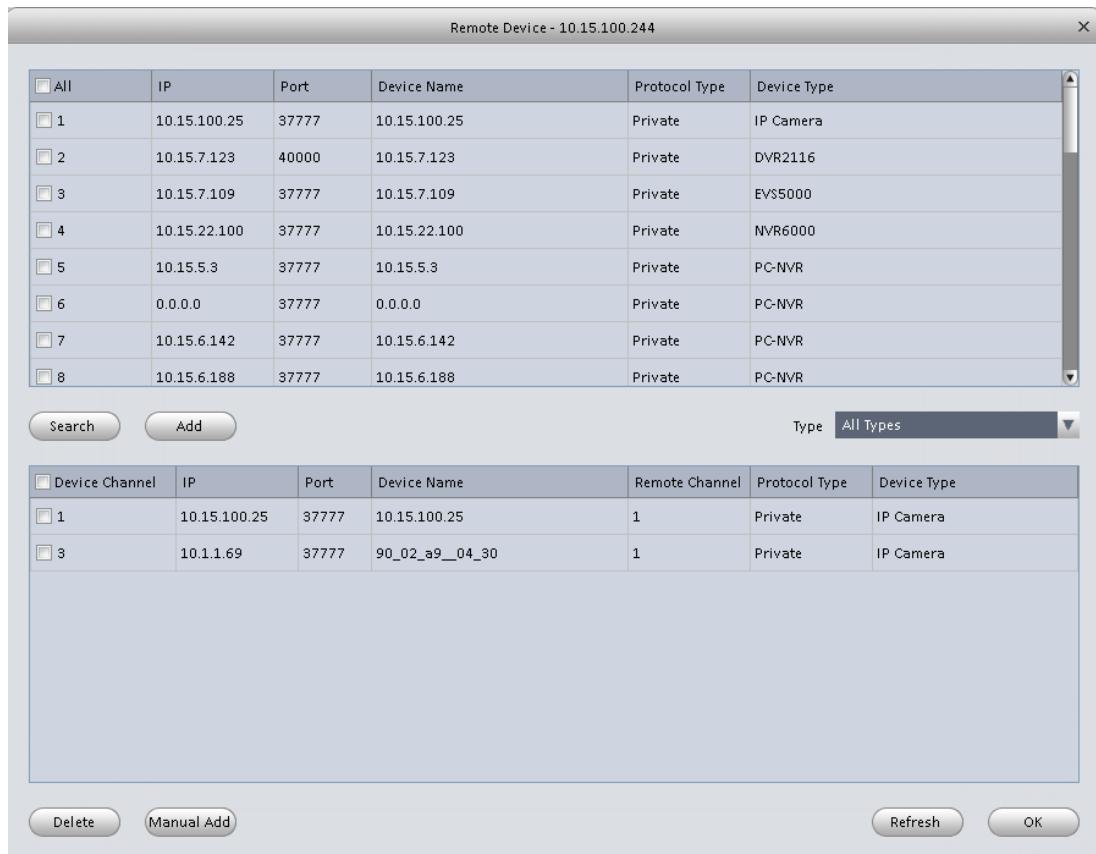 Remote Device - 10.15.100.244
All IP Port Device Name Protocol Type Device Type
1 10.15.100.25 37777 10.15.100.25 Private IP Camera
2 10.15.7.123 40000 10.15.7.123 Private DVR2116
3 10.15.7.109 37777 10.15.7.109 Private EVS5000
4 10.15.22.100 37777 10.15.22.100 Private NVR6000
5 10.15.5.3 37777 10.15.5.3 Private PC-NVR
6 0.0.0.0 37777 0.0.0.0 Private PC-NVR
7 10.15.6.142 37777 10.15.6.142 Private PC-NVR
8 10.15.6.188 37777 10.15.6.188 Private PC-NVR
Search Add Type All Types
Device Channel IP Port Device Name Remote Channel Protocol Type Device Type
1 10.15.100.25 37777 10.15.100.25 1 Private IP Camera
3 10.1.1.69 37777 90_02_a9__04_30 1 Private IP Camera
Delete Manual Add Refresh OK